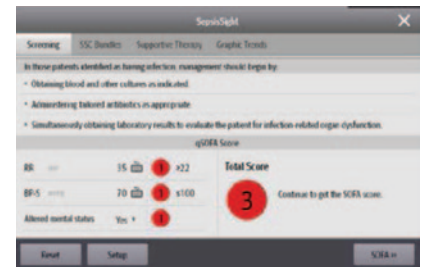 SepsisSight
Screening SSC Bundles Supportive Therapy Graphic Trends
In those patients identified as having infection, management should begin by
• Obtaining blood and other cultures as indicated.
• Administering tailored antibiotics as appropriate.
• Simultaneously obtaining laboratory results to evaluate the patient for infection-related organ dysfunction.
qSOFA Score
RR 35 1 >22 Total Score
BP-S 70 1 ≤100 3 Continue to get the SOFA score.
Altered mental status Yes 1
Reset Setup SOFA »